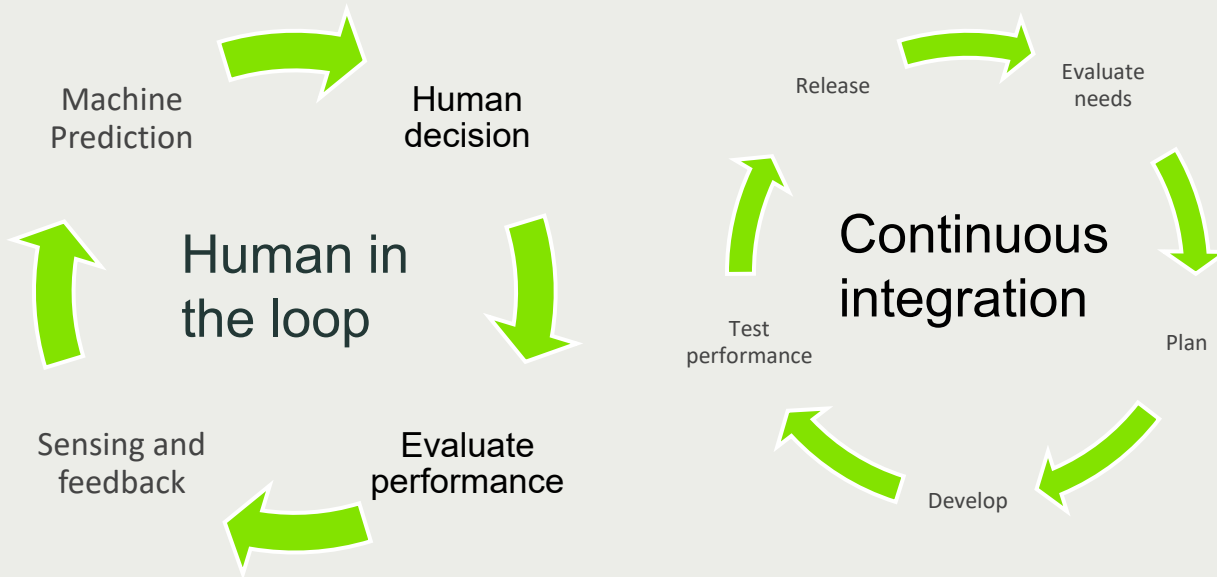 Machine
Prediction
Human
decision
Human in
the loop
Sensing and
feedback
Evaluate
performance
Release
Evaluate
needs
Continuous
integration
Test
performance
Plan
Develop